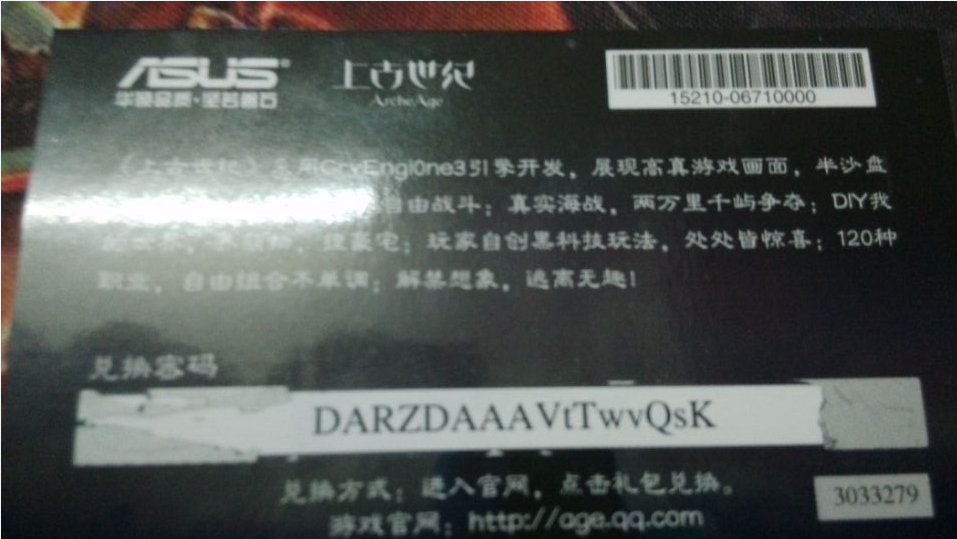 ASUS
华硕品质·坚若磐石
上古世纪
ArcheAge
15210-06710000
《上古世纪》采用CryEngl0ne3引擎开发，展现高真游戏画面，半沙盘
自由战斗；真实海战，两万里千屿争夺；DIY我
造豪宅；玩家自创黑科技玩法，处处皆惊喜；120种
职业，自由组合不单调；解禁想象，逃离无趣！
兑换密码
DARZDAAAVtTwvQsK
兑换方式：进入官网，点击礼包兑换。
游戏官网：http://age.qq.com
3033279